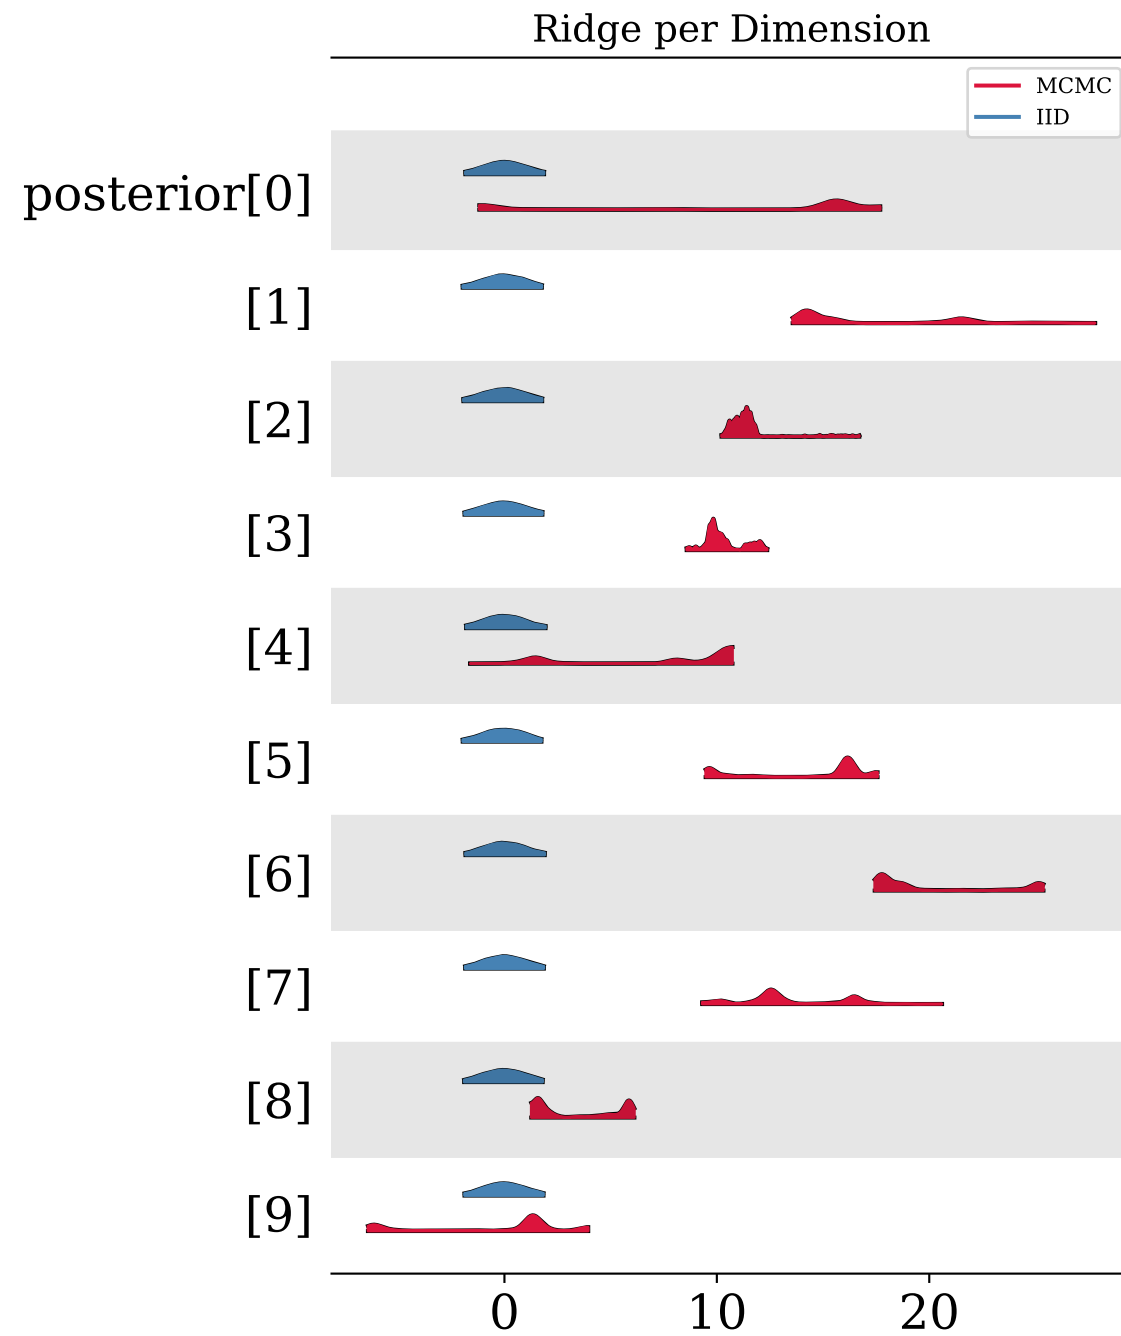 Ridge per Dimension
MCMC
IID
posterior[0]
[1]
[2]
[3]
[4]
[5]
[6]
[7]
[8]
[9]
0 10 20